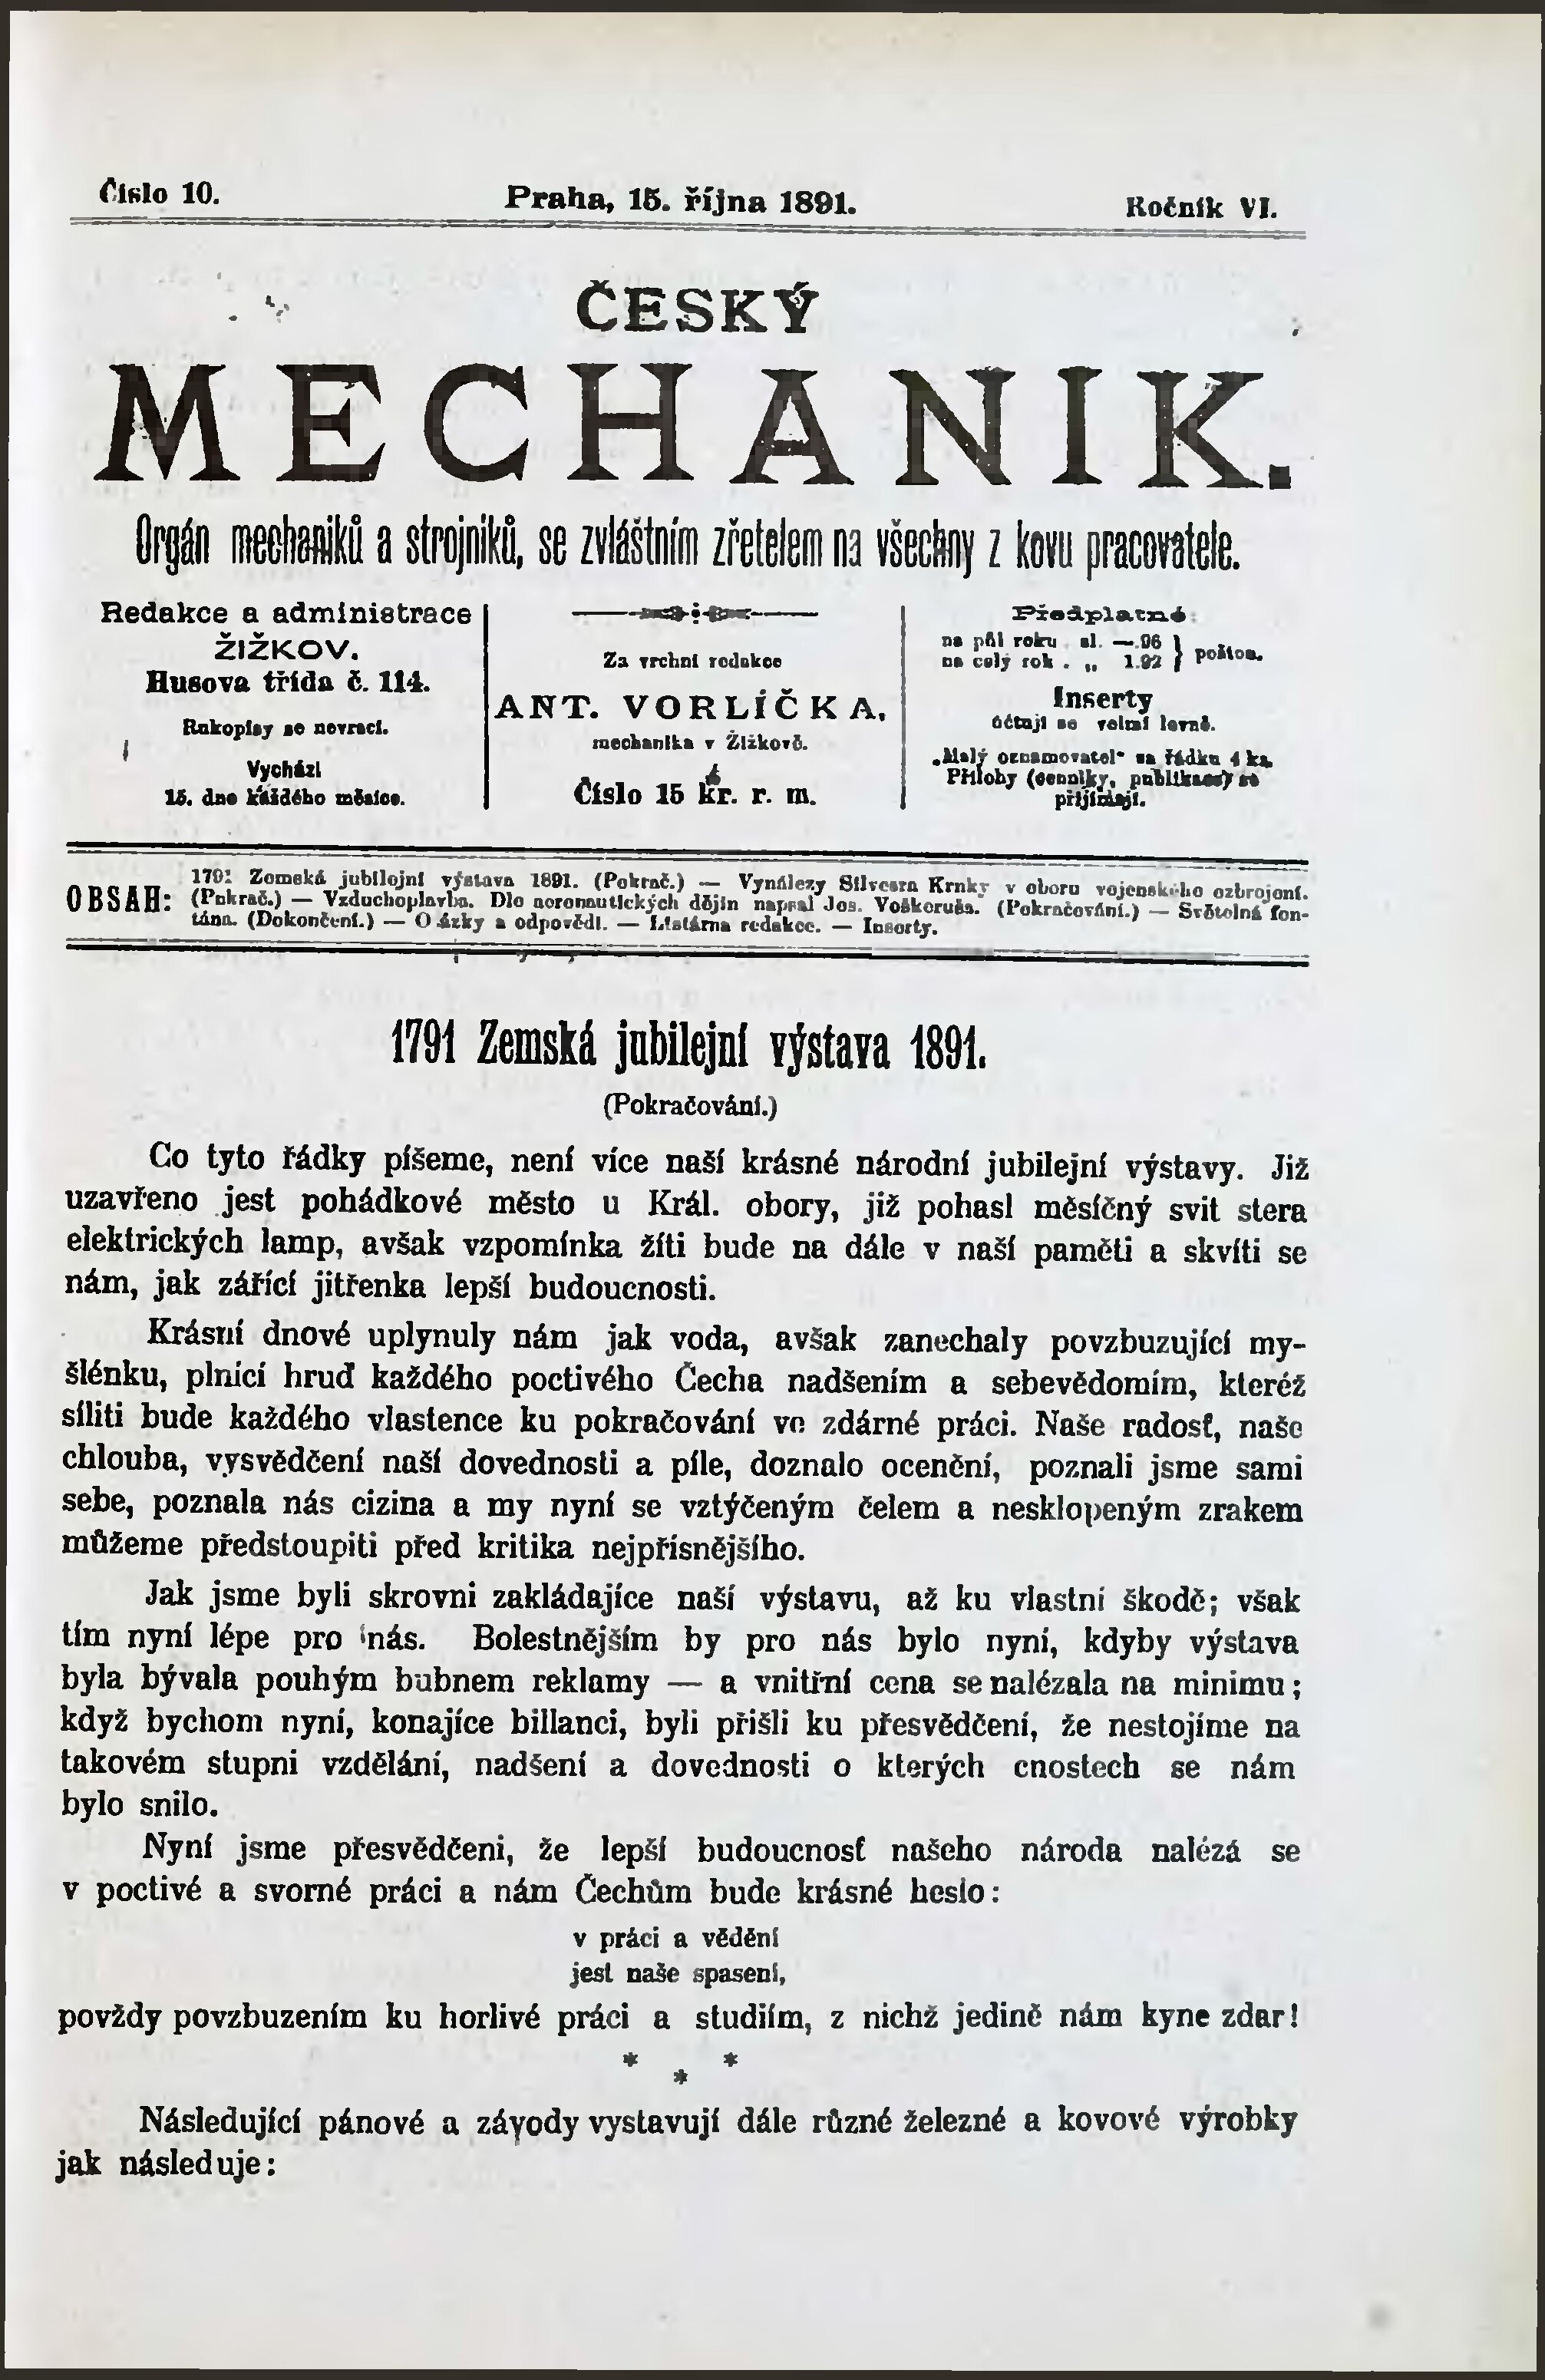 Číslo 10.
Praha, 15. října 1891.
Ročník VI.
ČESKÝ
MECHANIK.
Orgán mechaniků a strojníků, se zvláštním zřetelem na všechny z kovu pracovatele.
Redakce a administrace
ŽIŽKOV.
Husova třída č. 114.
Rukopisy se nevrací.
Vychází
15. dne každého měsíce.
Za vrchní redakce
ANT. VORLÍČKA,
mechanika v Žižkově.
Číslo 15 kr. r. m.
Předplatné:
na půl roku zl. —.96
na celý rok . „ 1.92 } poštou.
Inserty
účtají se velmi levně.
„Malý oznamovatel“ za řádku 4 kr.
Přílohy (cenníky, publikace) se
přijímají.
OBSAH: 1791 Zemská jubilejní výstava 1891. (Pokrač.) — Vynálezy Silvestra Krnky v oboru vojenského ozbrojení.
(Pokrač.) — Vzduchoplavba. Dle aeronautických dějin napsal Jos. Voškeruša. (Pokračování.) — Světelná fon-
tána. (Dokončení.) — Otázky a odpovědi. — Listárna redakce. — Inserty.
1791 Zemská jubilejní výstava 1891.
(Pokračování.)
Co tyto řádky píšeme, není více naší krásné národní jubilejní výstavy. Již
uzavřeno jest pohádkové město u Král. obory, již pohasl měsíčný svit stera
elektrických lamp, avšak vzpomínka žíti bude na dále v naší paměti a skvíti se
nám, jak zářící jitřenka lepší budoucnosti.
Krásní dnové uplynuly nám jak voda, avšak zanechaly povzbuzující my-
šlénku, plnící hruď každého poctivého Čecha nadšením a sebevědomím, kteréž
síliti bude každého vlastence ku pokračování ve zdárné práci. Naše radosť, naše
chlouba, vysvědčení naší dovednosti a píle, doznalo ocenění, poznali jsme sami
sebe, poznala nás cizina a my nyní se vztýčeným čelem a nesklopeným zrakem
můžeme předstoupiti před kritika nejpřísnějšího.
Jak jsme byli skrovni zakládajíce naší výstavu, až ku vlastní škodě; však
tím nyní lépe pro nás. Bolestnějším by pro nás bylo nyní, kdyby výstava
byla bývala pouhým bubnem reklamy — a vnitřní cena se nalézala na minimu;
když bychom nyní, konajíce billanci, byli přišli ku přesvědčení, že nestojíme na
takovém stupni vzdělání, nadšení a dovednosti o kterých cnostech se nám
bylo snilo.
Nyní jsme přesvědčeni, že lepší budoucnosť našeho národa nalézá se
v poctivé a svorné práci a nám Čechům bude krásné heslo:
v práci a vědění
jest naše spasení,
povždy povzbuzením ku horlivé práci a studiím, z nichž jedině nám kyne zdar!
* * *
Následující pánové a závody vystavují dále různé železné a kovové výrobky
jak následuje: